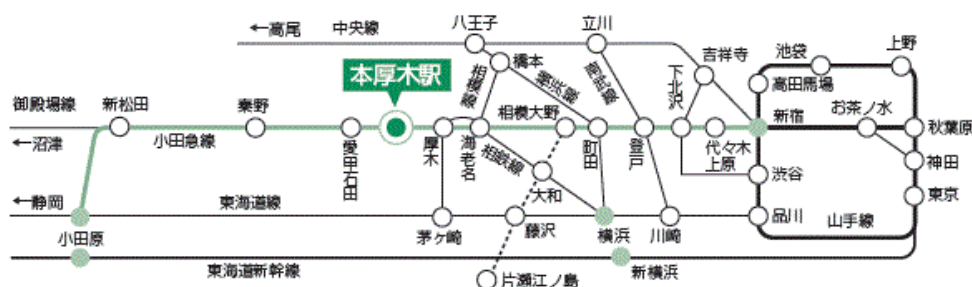 ←高尾 中央線
八王子
立川
吉祥寺
池袋
上野
本厚木駅
橋本
相模線
横浜線
南武線
下北沢
高田馬場
御殿場線
新松田
秦野
相模大野
新宿
お茶ノ水
秋葉原
←沼津
小田急線
愛甲石田
厚木
海老名
相鉄線
町田
登戸
代々木
上原
神田
渋谷
大和
東京
←静岡
東海道線
小田原
茅ヶ崎
藤沢
横浜
川崎
品川
山手線
東海道新幹線
新横浜
片瀬江ノ島